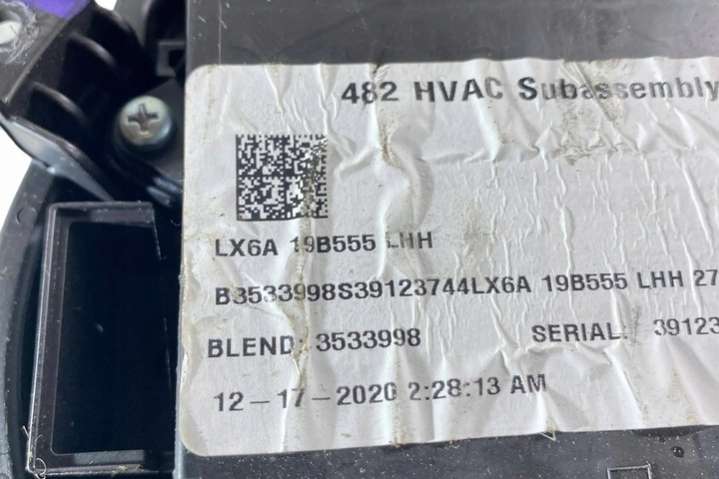 482 HVAC Subassembly
LX6A 19B555 LHH
B3533998S39123744LX6A 19B555 LHH 27
BLEND: 3533998 SERIAL: 39123
12-17-2020 2:28:13 AM